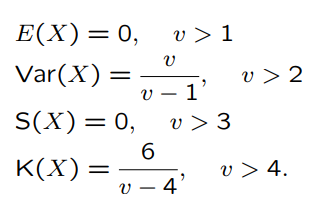 E(X) = 0, v > 1
Var(X) = v / (v − 1), v > 2
S(X) = 0, v > 3
K(X) = 6 / (v − 4), v > 4.